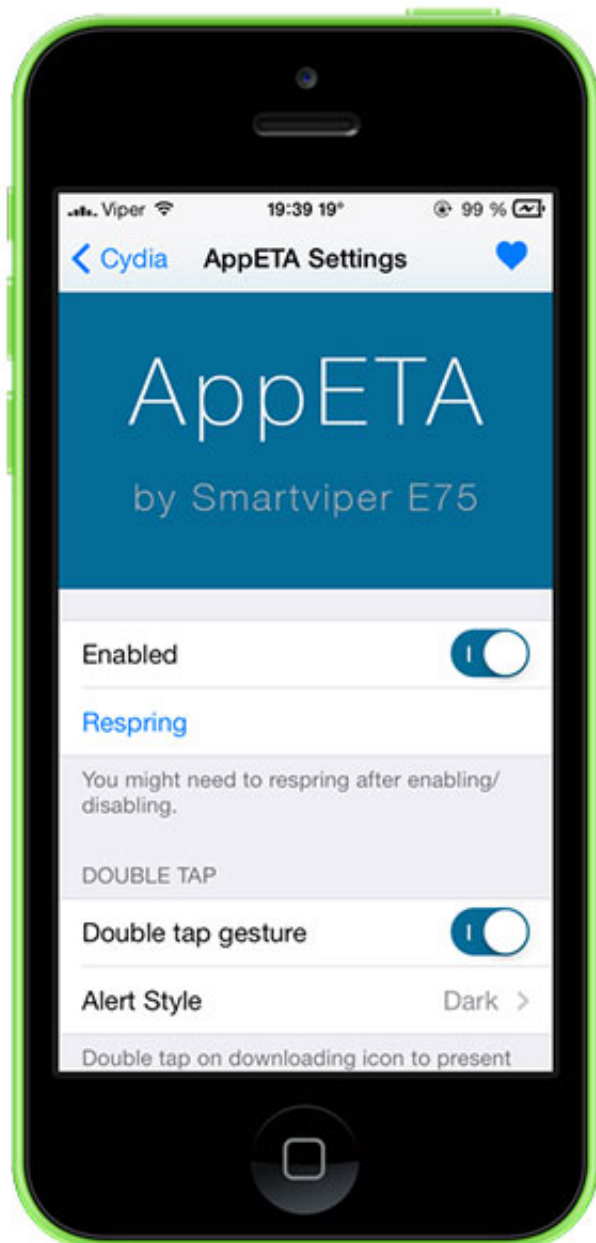 Viper 19:39 19° 99 %
Cydia AppETA Settings
AppETA
by Smartviper E75
Enabled
Respring
You might need to respring after enabling/
disabling.
DOUBLE TAP
Double tap gesture
Alert Style Dark
Double tap on downloading icon to present